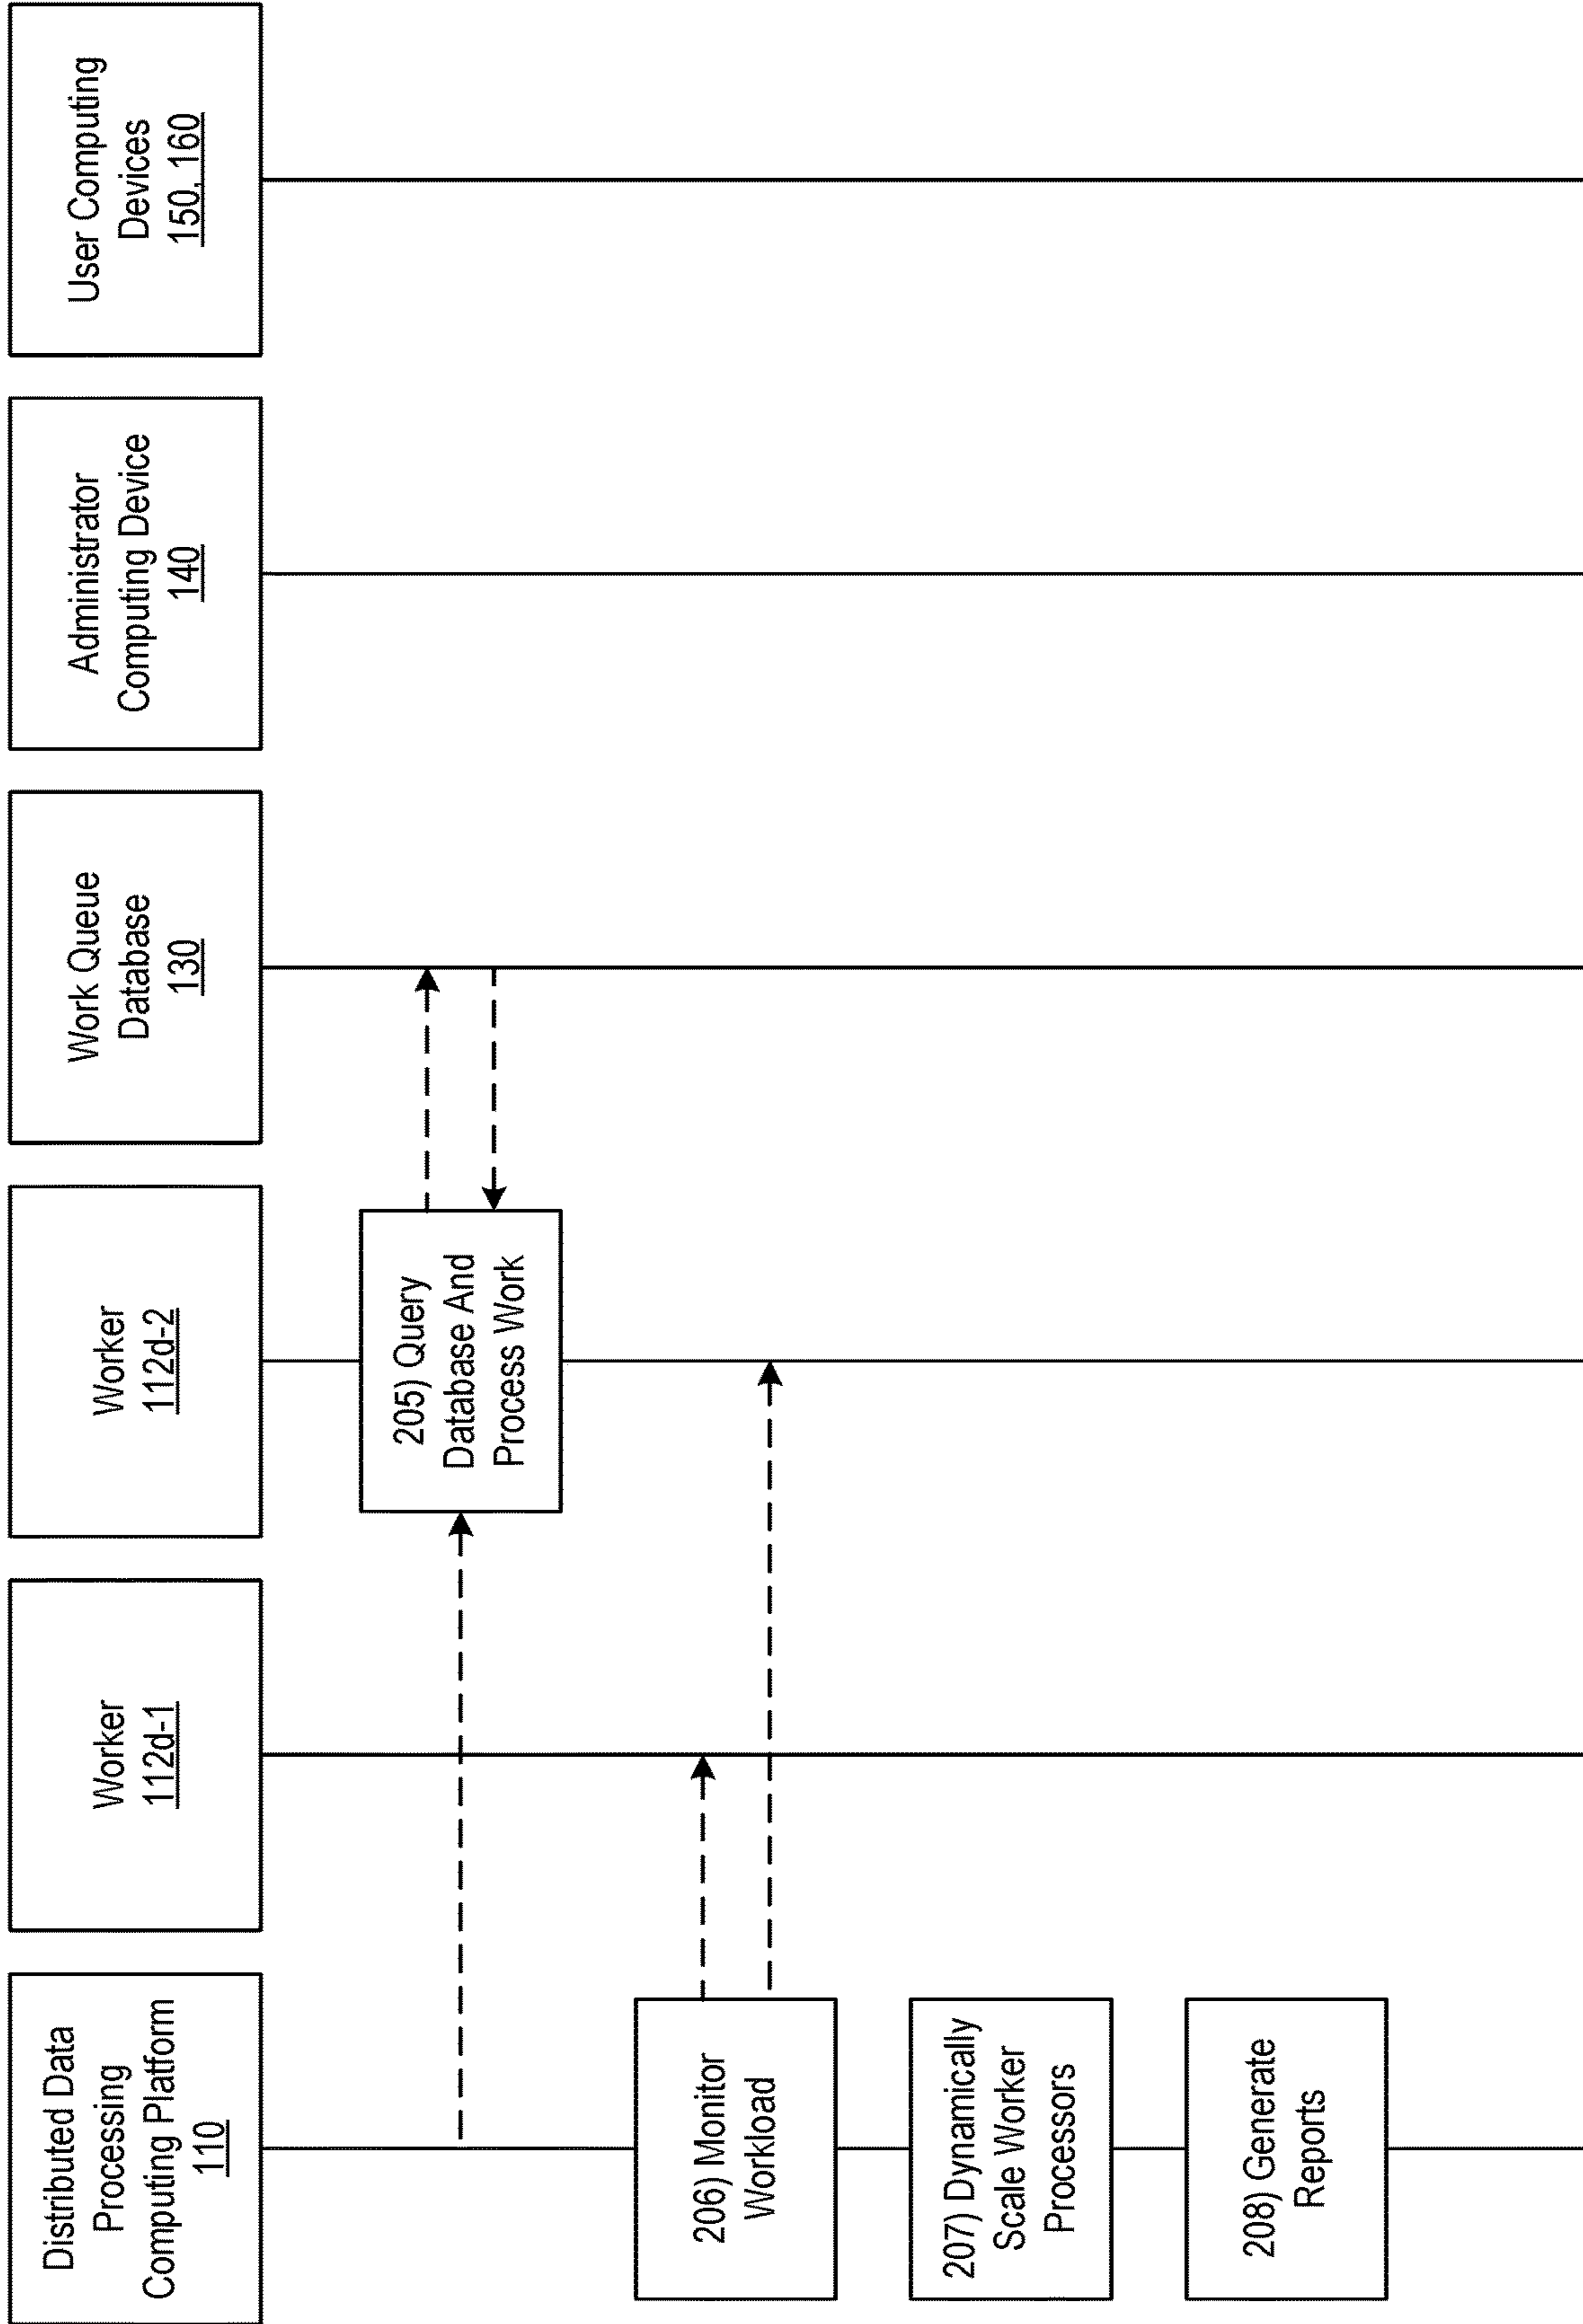 Distributed Data
Processing
Computing Platform
110
Worker
112d-1
Worker
112d-2
Work Queue
Database
130
Administrator
Computing Device
140
User Computing
Devices
150, 160
205) Query
Database And
Process Work
206) Monitor
Workload
207) Dynamically
Scale Worker
Processors
208) Generate
Reports